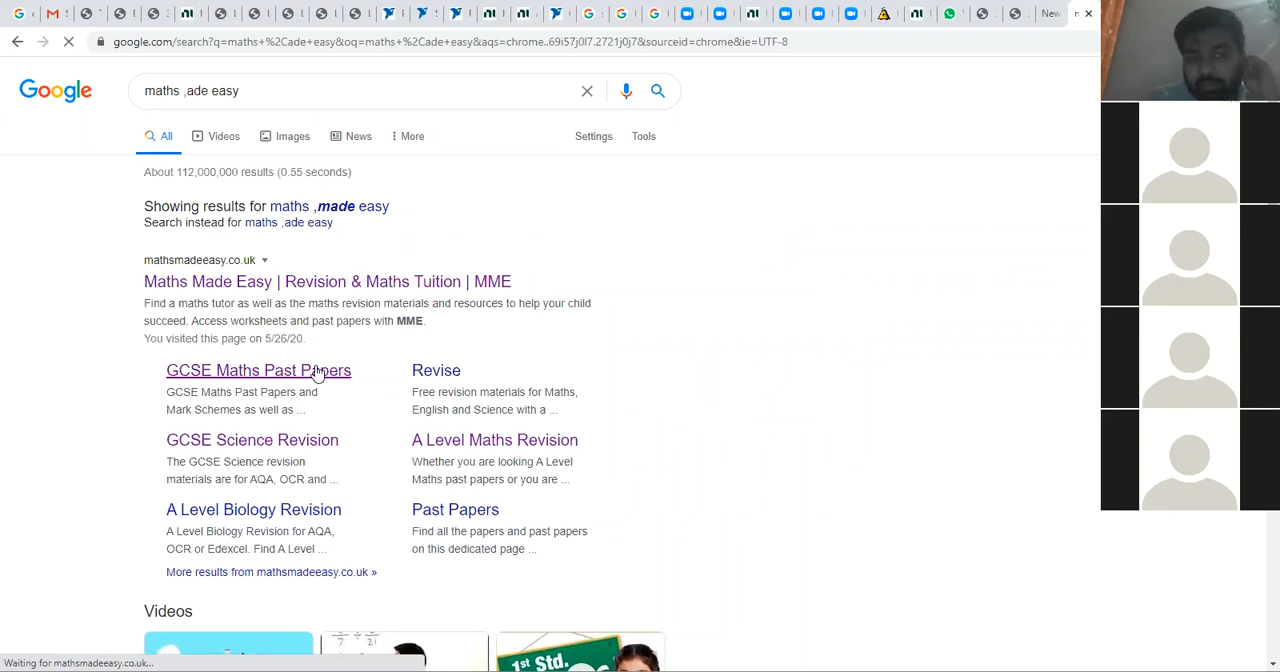 New
google.com/search?q=maths+%2Cade+easy&oq=maths+%2Cade+easy&aqs=chrome..69i57j0l7.2721j0j7&sourceid=chrome&ie=UTF-8
Google
maths ,ade easy
All Videos Images News More Settings Tools
About 112,000,000 results (0.55 seconds)
Showing results for maths ,made easy
Search instead for maths ,ade easy
mathsmadeeasy.co.uk
Maths Made Easy | Revision & Maths Tuition | MME
Find a maths tutor as well as the maths revision materials and resources to help your child
succeed. Access worksheets and past papers with MME.
You visited this page on 5/26/20.
GCSE Maths Past Papers
GCSE Maths Past Papers and
Mark Schemes as well as ...
Revise
Free revision materials for Maths,
English and Science with a ...
GCSE Science Revision
The GCSE Science revision
materials are for AQA, OCR and ...
A Level Maths Revision
Whether you are looking A Level
Maths past papers or you are ...
A Level Biology Revision
A Level Biology Revision for AQA,
OCR or Edexcel. Find A Level ...
Past Papers
Find all the papers and past papers
on this dedicated page ...
More results from mathsmadeeasy.co.uk »
Videos
1st Std.
Waiting for mathsmadeeasy.co.uk...